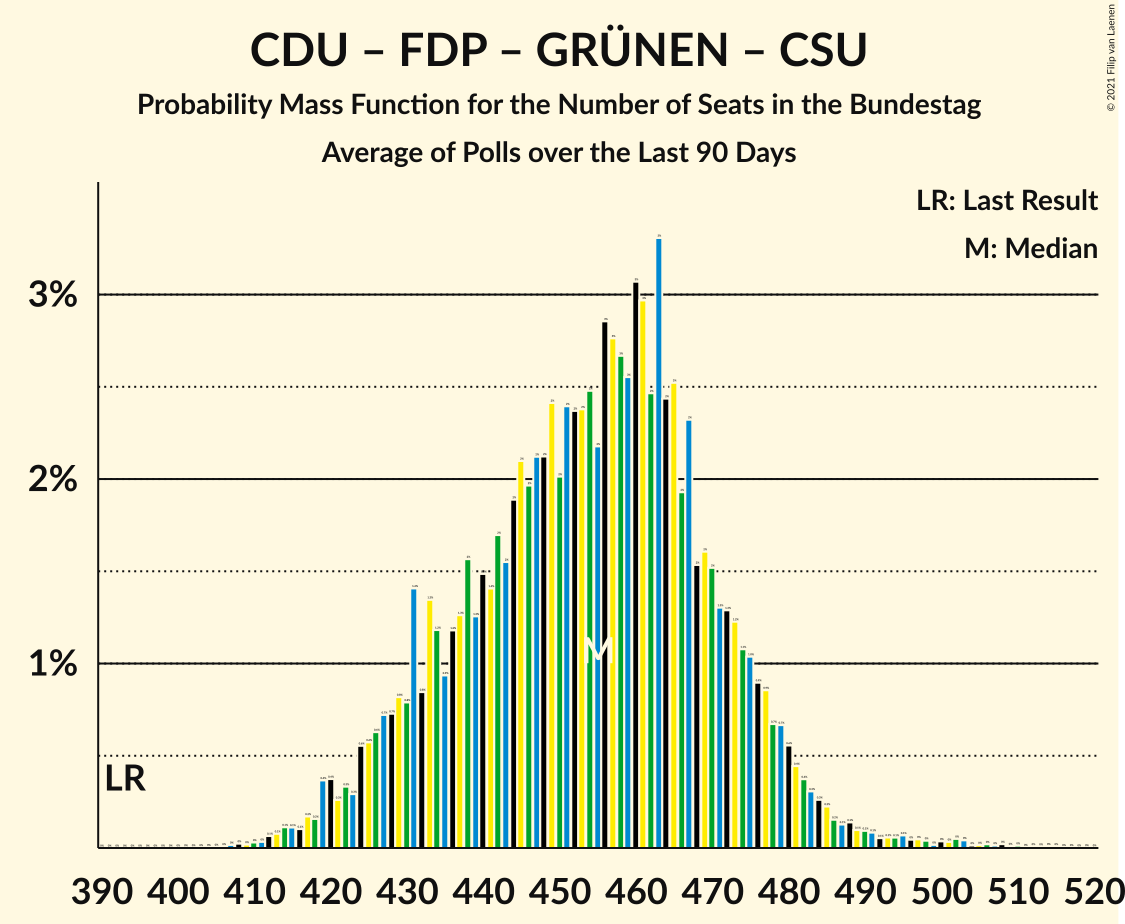 CDU – FDP – GRÜNEN – CSU
Probability Mass Function for the Number of Seats in the Bundestag
Average of Polls over the Last 90 Days
© 2021 Filip van Laenen
LR: Last Result
M: Median
3%
2%
1%
M
LR
390 400 410 420 430 440 450 460 470 480 490 500 510 520